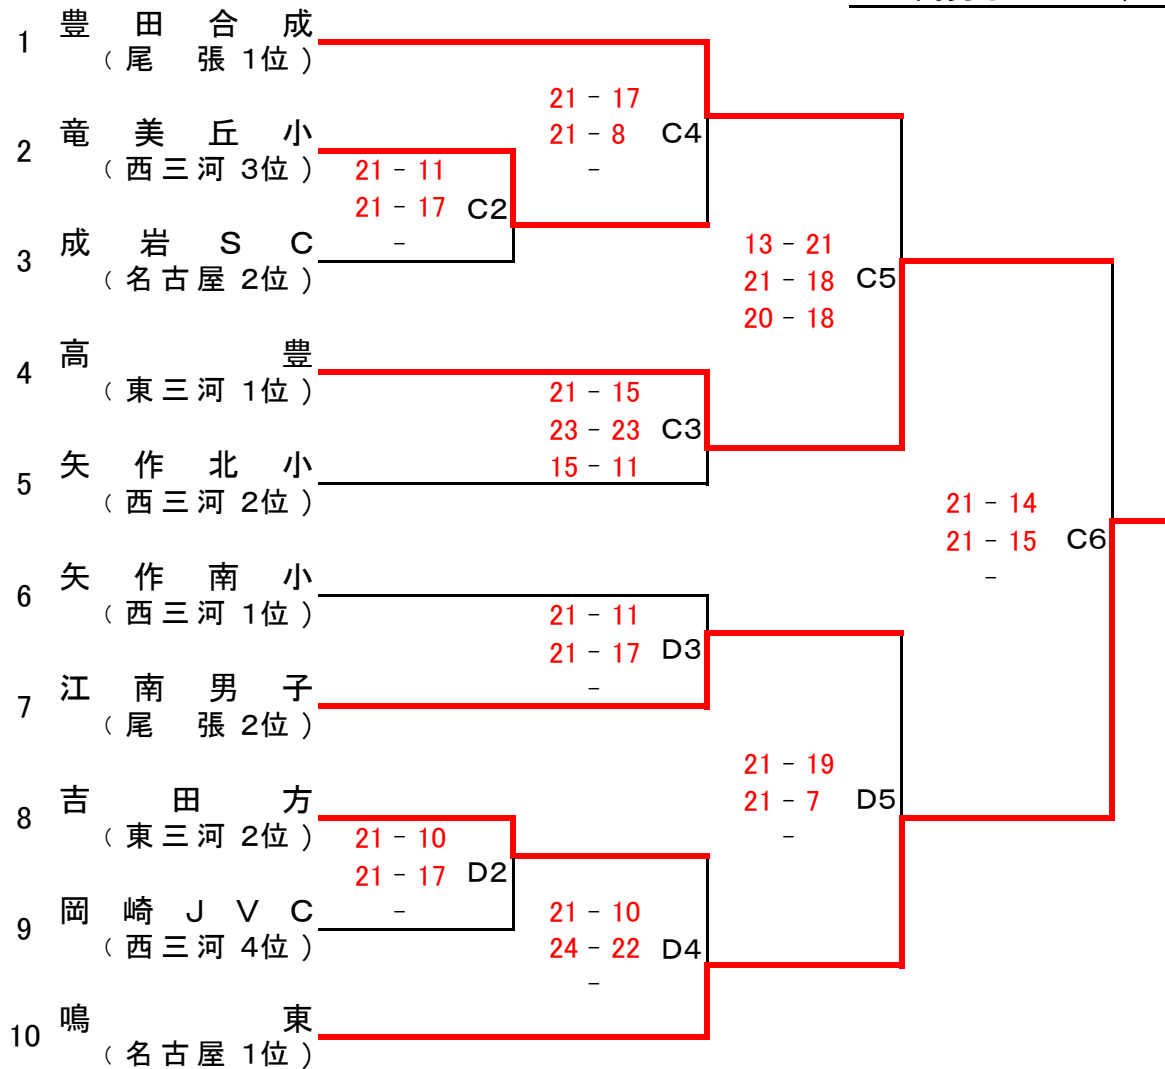 1 豊田合成
(尾張1位)
21 - 17
21 - 8 C4
-
2 竜美丘小
(西三河3位)
21 - 11
21 - 17 C2
-
3 成岩SC
(名古屋2位)
13 - 21
21 - 18 C5
20 - 18
4 高豊
(東三河1位)
21 - 15
23 - 23 C3
15 - 11
5 矢作北小
(西三河2位)
21 - 14
21 - 15 C6
-
6 矢作南小
(西三河1位)
21 - 11
21 - 17 D3
-
7 江南男子
(尾張2位)
21 - 19
21 - 7 D5
-
8 吉田方
(東三河2位)
21 - 10
21 - 17 D2
-
9 岡崎JVC
(西三河4位)
21 - 10
24 - 22 D4
-
10 鳴東
(名古屋1位)